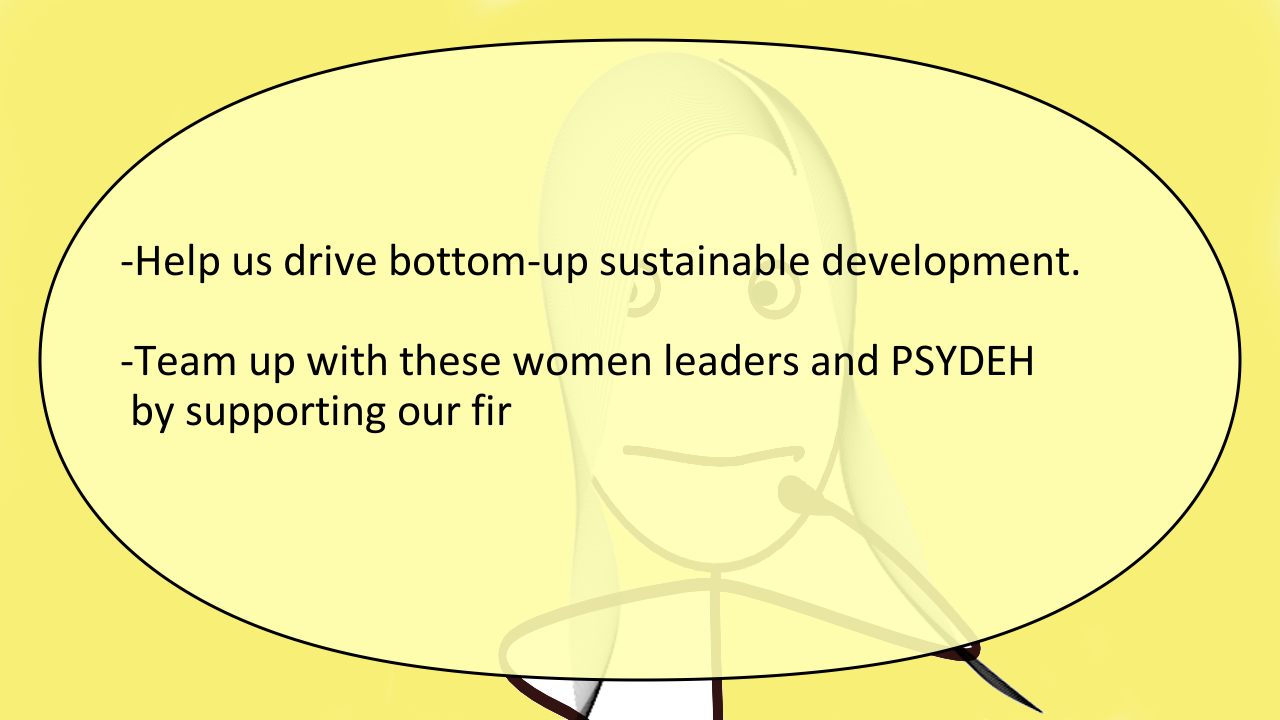 -Help us drive bottom-up sustainable development.
-Team up with these women leaders and PSYDEH
by supporting our fir